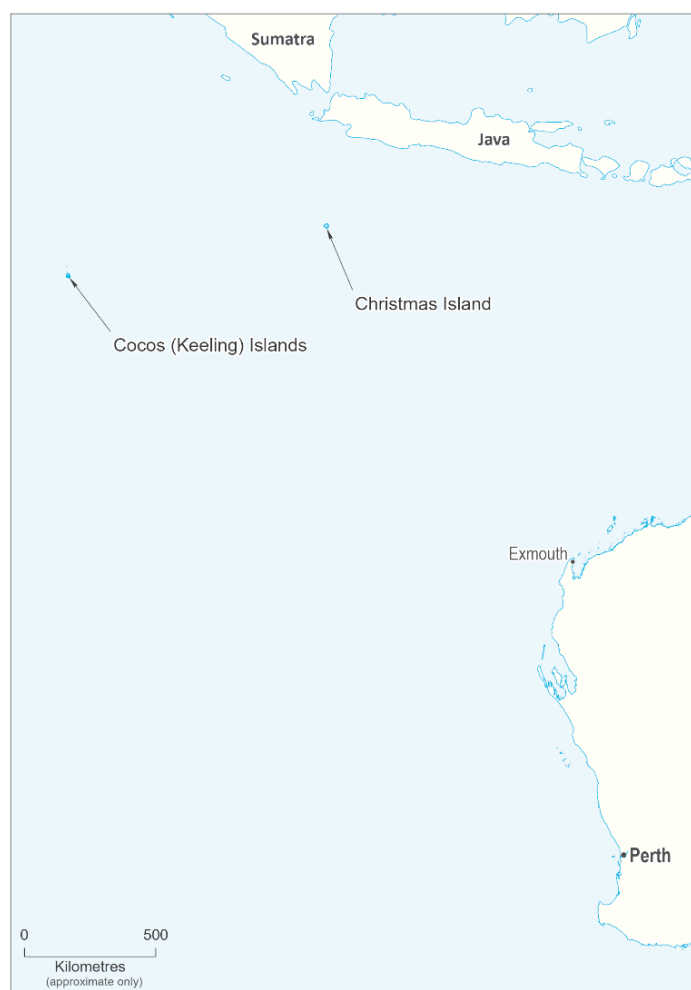 Sumatra
Java
Christmas Island
Cocos (Keeling) Islands
Exmouth
Perth
0 500
Kilometres
(approximate only)